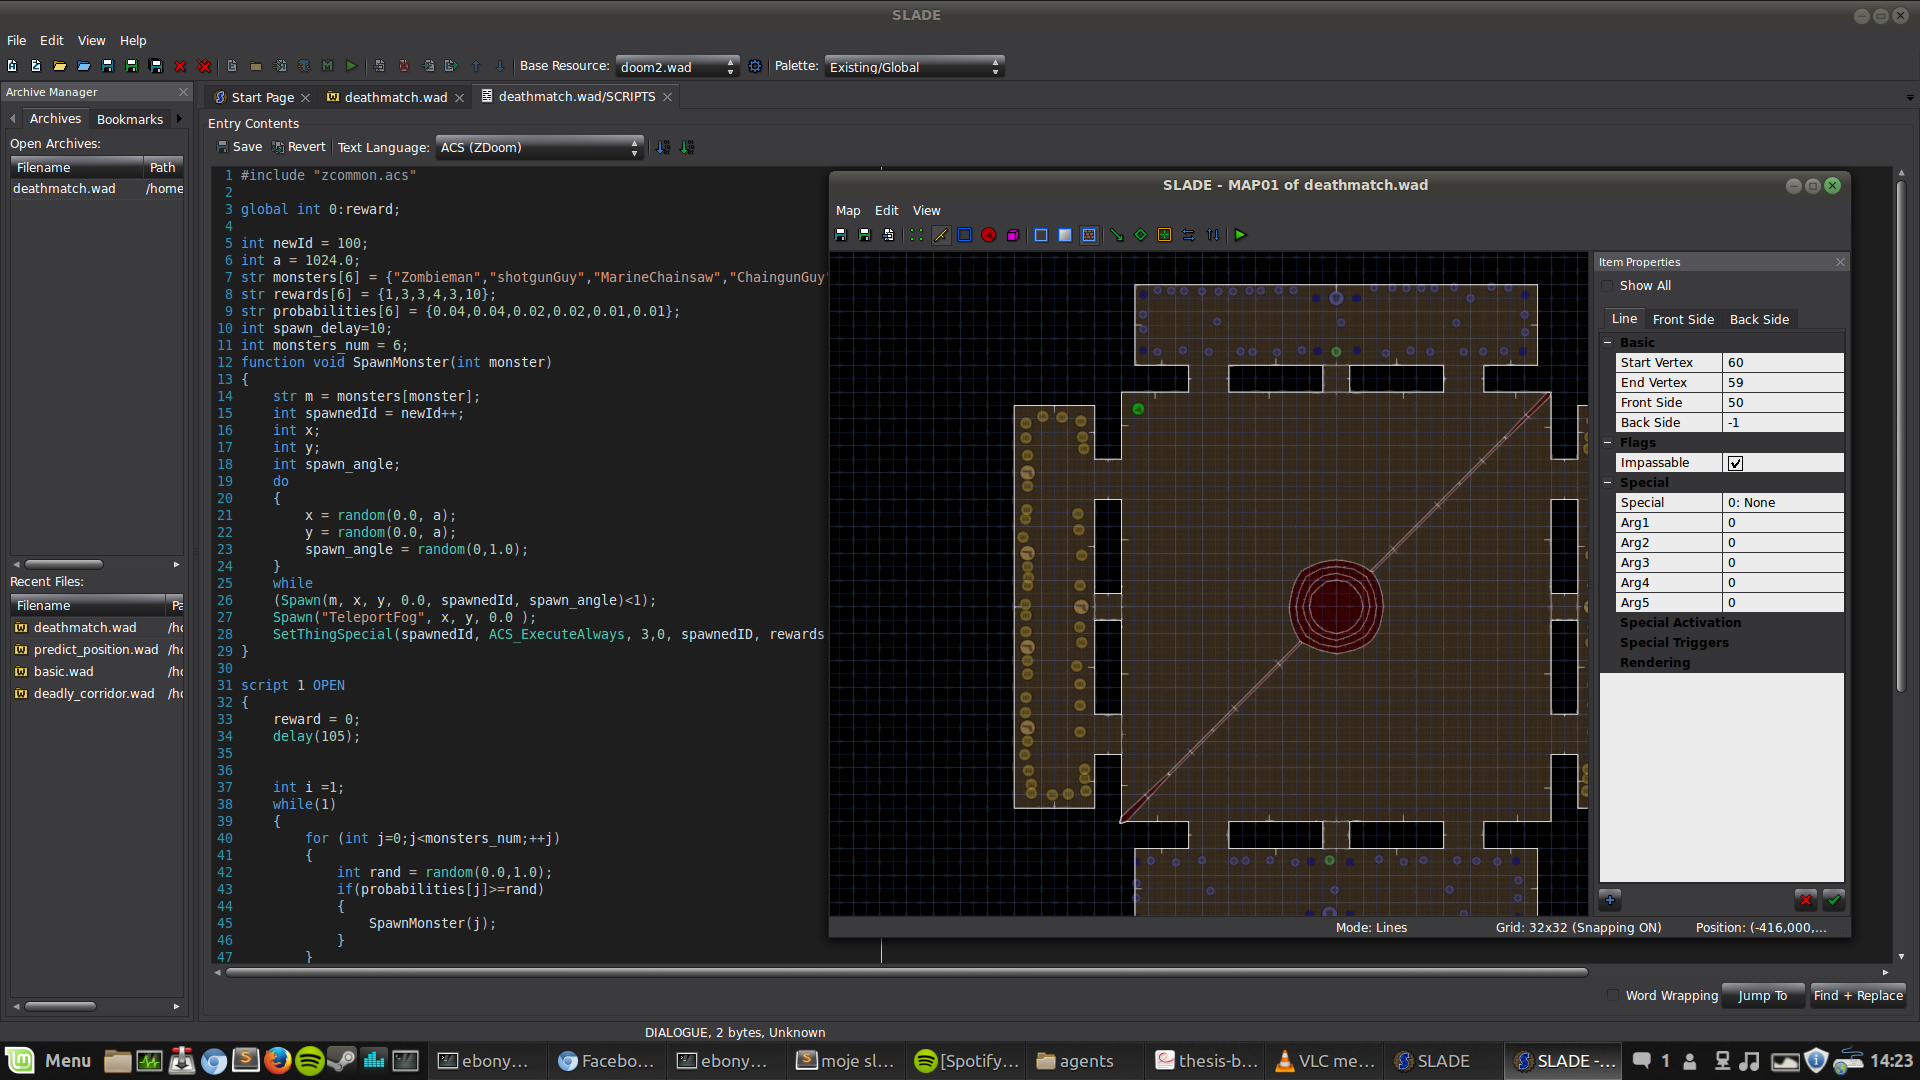 SLADE
File Edit View Help
Base Resource: doom2.wad Palette: Existing/Global
Archive Manager
Archives Bookmarks
Open Archives:
Filename Path
deathmatch.wad /home
Recent Files:
Filename Pa
deathmatch.wad /ho
predict_position.wad /ho
basic.wad /ho
deadly_corridor.wad /ho
Start Page deathmatch.wad deathmatch.wad/SCRIPTS
Entry Contents
Save Revert Text Language: ACS (ZDoom)
1 #include "zcommon.acs"
2
3 global int 0:reward;
4
5 int newId = 100;
6 int a = 1024.0;
7 str monsters[6] = {"Zombieman","shotgunGuy","MarineChainsaw","ChaingunGuy"
8 str rewards[6] = {1,3,3,4,3,10};
9 str probabilities[6] = {0.04,0.04,0.02,0.02,0.01,0.01};
10 int spawn_delay=10;
11 int monsters_num = 6;
12 function void SpawnMonster(int monster)
13 {
14 str m = monsters[monster];
15 int spawnedId = newId++;
16 int x;
17 int y;
18 int spawn_angle;
19 do
20 {
21 x = random(0.0, a);
22 y = random(0.0, a);
23 spawn_angle = random(0,1.0);
24 }
25 while
26 (Spawn(m, x, y, 0.0, spawnedId, spawn_angle)<1);
27 Spawn("TeleportFog", x, y, 0.0 );
28 SetThingSpecial(spawnedId, ACS_ExecuteAlways, 3,0, spawnedID, rewards
29 }
30
31 script 1 OPEN
32 {
33 reward = 0;
34 delay(105);
35
36
37 int i =1;
38 while(1)
39 {
40 for (int j=0;j<monsters_num;++j)
41 {
42 int rand = random(0.0,1.0);
43 if(probabilities[j]>=rand)
44 {
45 SpawnMonster(j);
46 }
47 }
SLADE - MAP01 of deathmatch.wad
Map Edit View
Item Properties
Show All
Line Front Side Back Side
Basic
Start Vertex 60
End Vertex 59
Front Side 50
Back Side -1
Flags
Impassable
Special
Special 0: None
Arg1 0
Arg2 0
Arg3 0
Arg4 0
Arg5 0
Special Activation
Special Triggers
Rendering
Mode: Lines Grid: 32x32 (Snapping ON) Position: (-416,000,...
Word Wrapping Jump To Find + Replace
DIALOGUE, 2 bytes, Unknown
Menu ebony... Facebo... ebony... moje sl... [Spotify... agents thesis-b... VLC me... SLADE SLADE -... 1 14:23